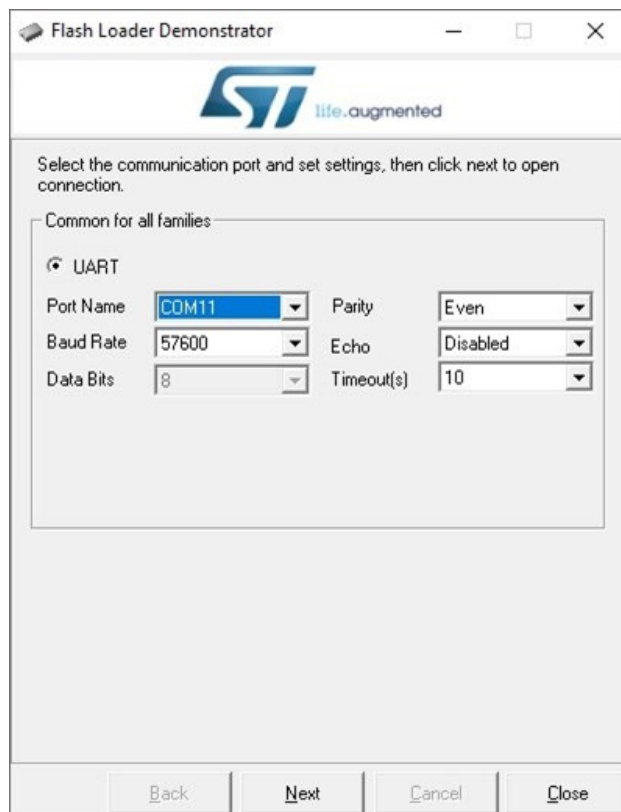 Flash Loader Demonstrator
ST
life.augmented
Select the communication port and set settings, then click next to open
connection.
Common for all families
UART
Port Name COM11 Parity Even
Baud Rate 57600 Echo Disabled
Data Bits 8 Timeout(s) 10
Back Next Cancel Close